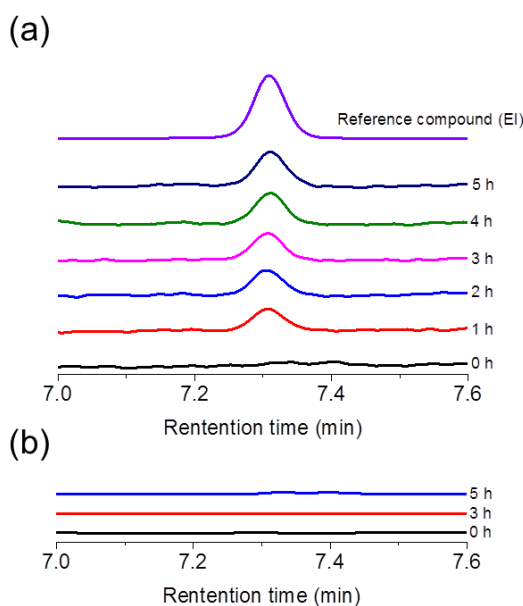 (a)
Reference compound (EI)
5 h
4 h
3 h
2 h
1 h
0 h
7.0 7.2 7.4 7.6
Rentention time (min)
(b)
5 h
3 h
0 h
7.0 7.2 7.4 7.6
Rentention time (min)